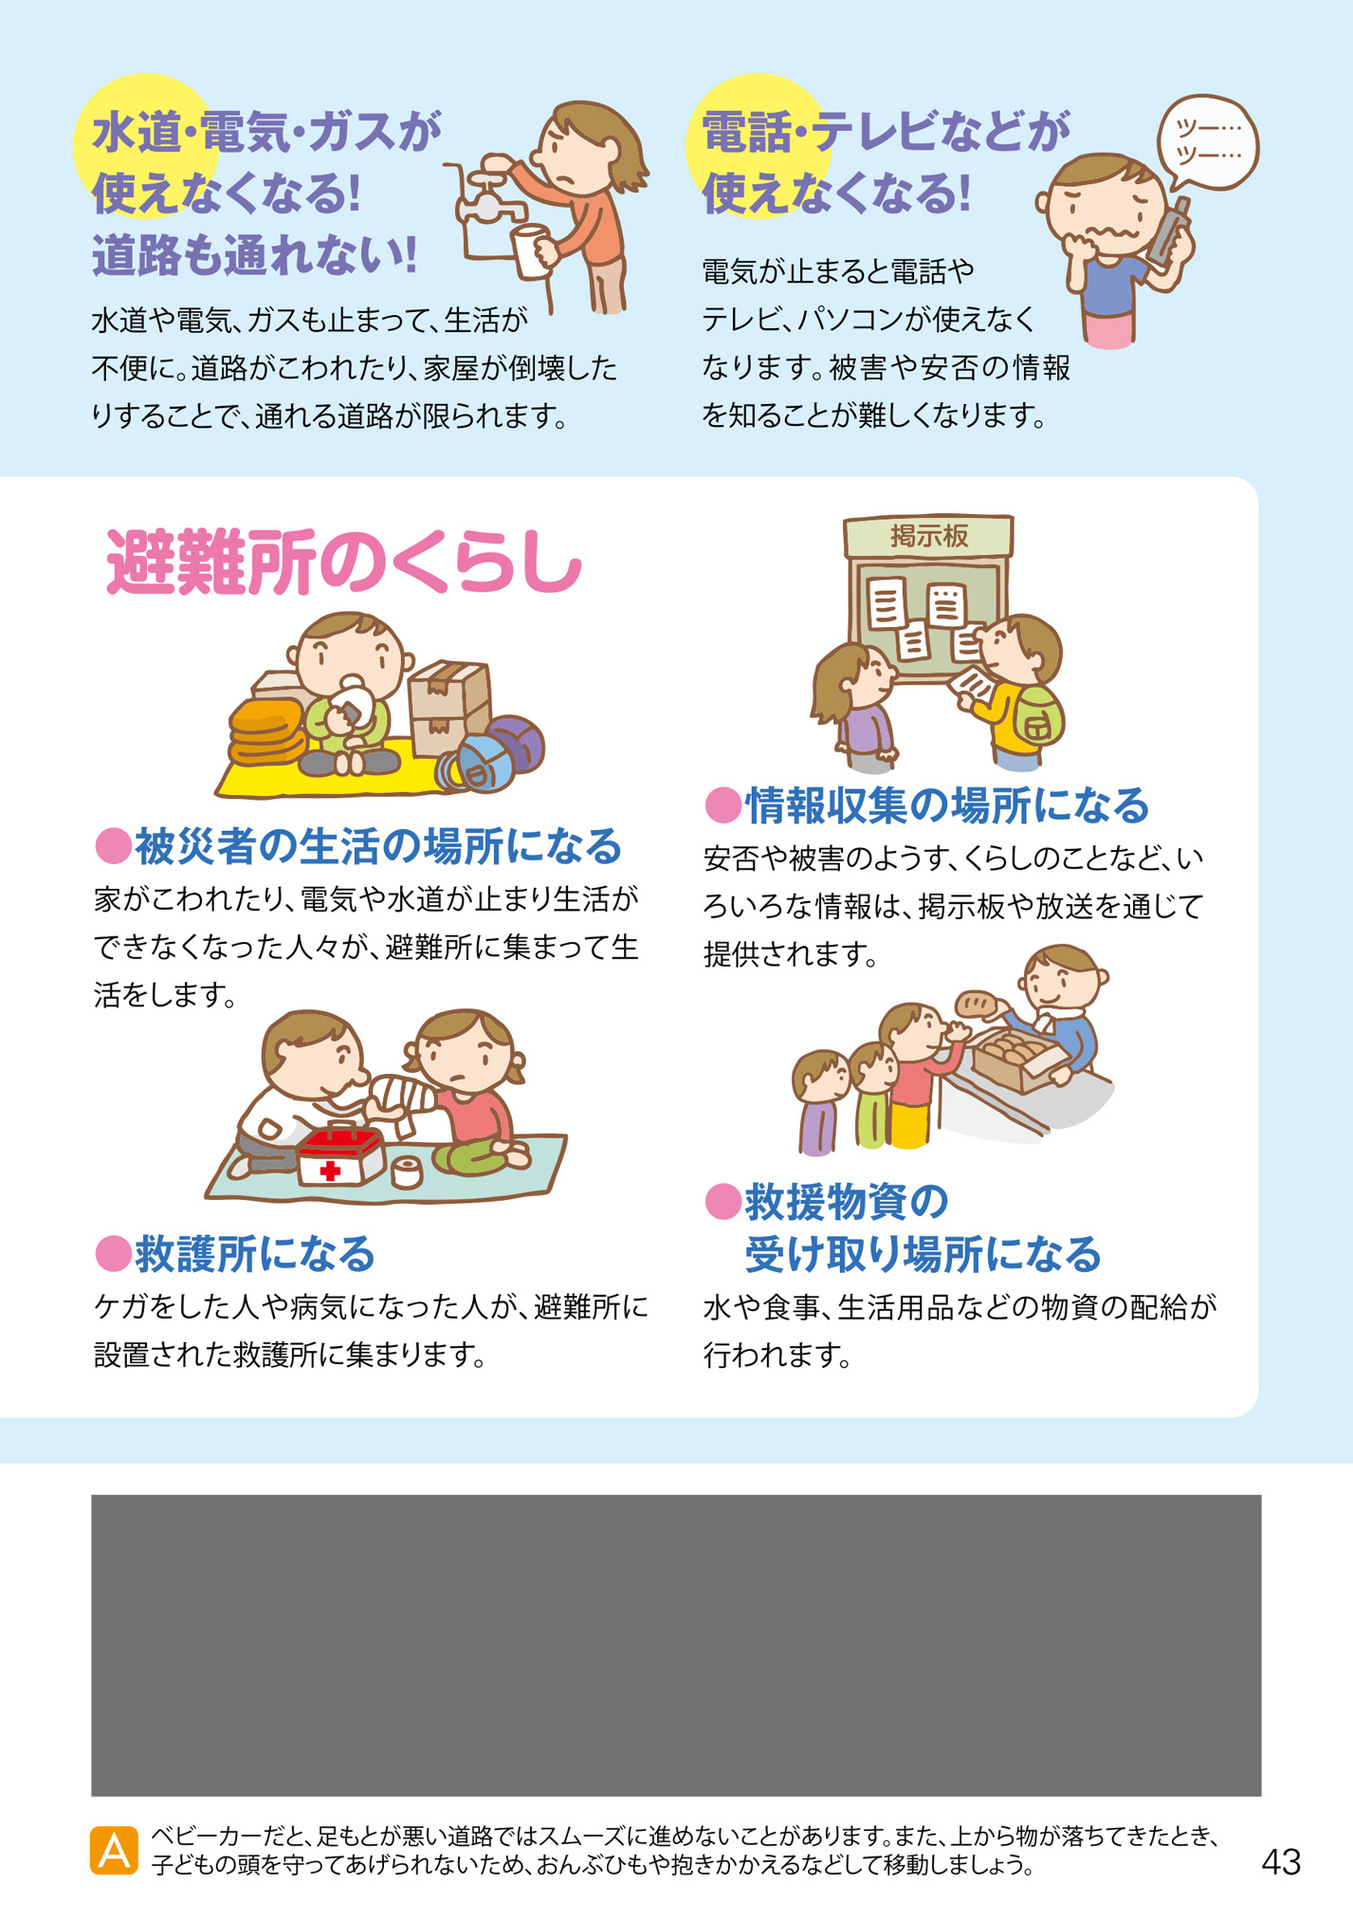 水道・電気・ガスが
使えなくなる！
道路も通れない！
水道や電気、ガスも止まって、生活が
不便に。道路がこわれたり、家屋が倒壊した
りすることで、通れる道路が限られます。
電話・テレビなどが
使えなくなる！
ツー…
ツー…
電気が止まると電話や
テレビ、パソコンが使えなく
なります。被害や安否の情報
を知ることが難しくなります。
避難所のくらし
●被災者の生活の場所になる
家がこわれたり、電気や水道が止まり生活が
できなくなった人々が、避難所に集まって生
活をします。
掲示板
●情報収集の場所になる
安否や被害のようす、くらしのことなど、い
ろいろな情報は、掲示板や放送を通じて
提供されます。
●救護所になる
ケガをした人や病気になった人が、避難所に
設置された救護所に集まります。
●救援物資の
受け取り場所になる
水や食事、生活用品などの物資の配給が
行われます。
A ベビーカーだと、足もとが悪い道路ではスムーズに進めないことがあります。また、上から物が落ちてきたとき、
子どもの頭を守ってあげられないため、おんぶひもや抱きかかえるなどして移動しましょう。
43